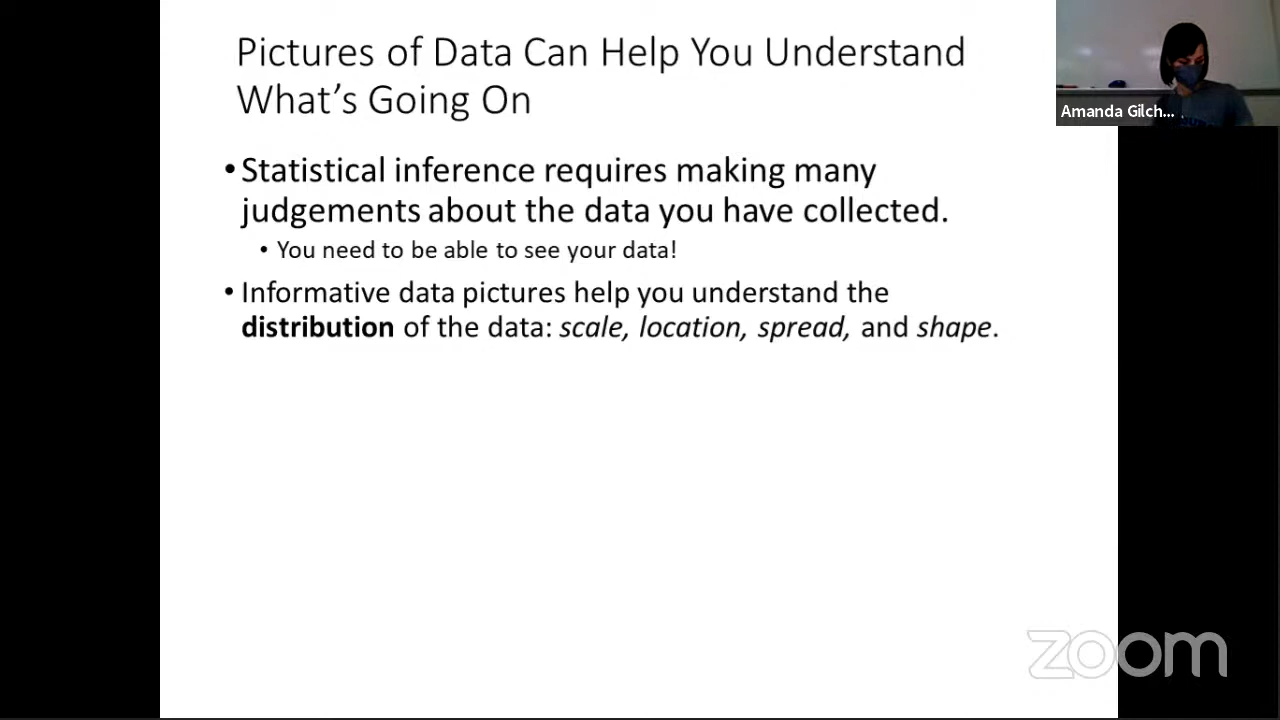 Pictures of Data Can Help You Understand
What's Going On
• Statistical inference requires making many
judgements about the data you have collected.
• You need to be able to see your data!
• Informative data pictures help you understand the
distribution of the data: scale, location, spread, and shape.
Amanda Gilch...
zoom